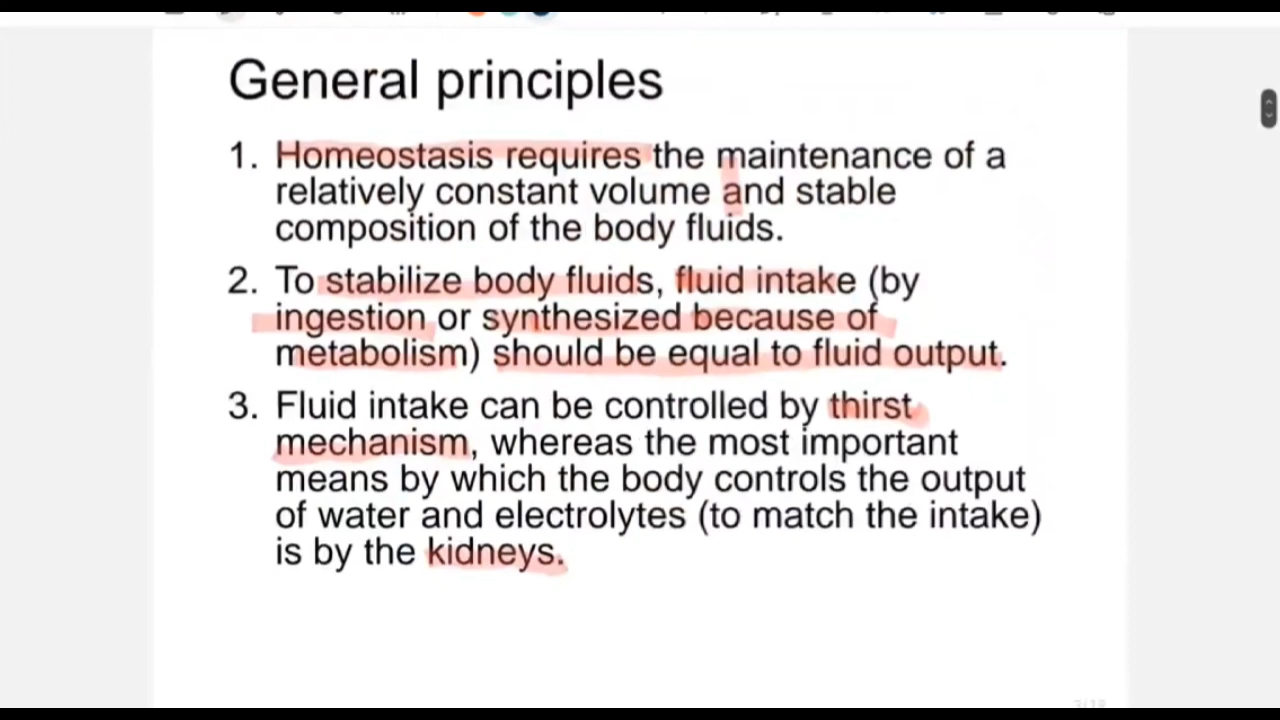 General principles
1. Homeostasis requires the maintenance of a
relatively constant volume and stable
composition of the body fluids.
2. To stabilize body fluids, fluid intake (by
ingestion or synthesized because of
metabolism) should be equal to fluid output.
3. Fluid intake can be controlled by thirst
mechanism, whereas the most important
means by which the body controls the output
of water and electrolytes (to match the intake)
is by the kidneys.